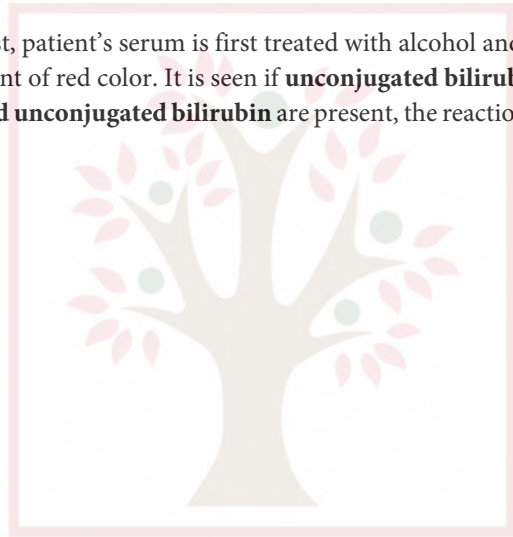 st, patient’s serum is first treated with alcohol and
nt of red color. It is seen if unconjugated bilirub
d unconjugated bilirubin are present, the reactio